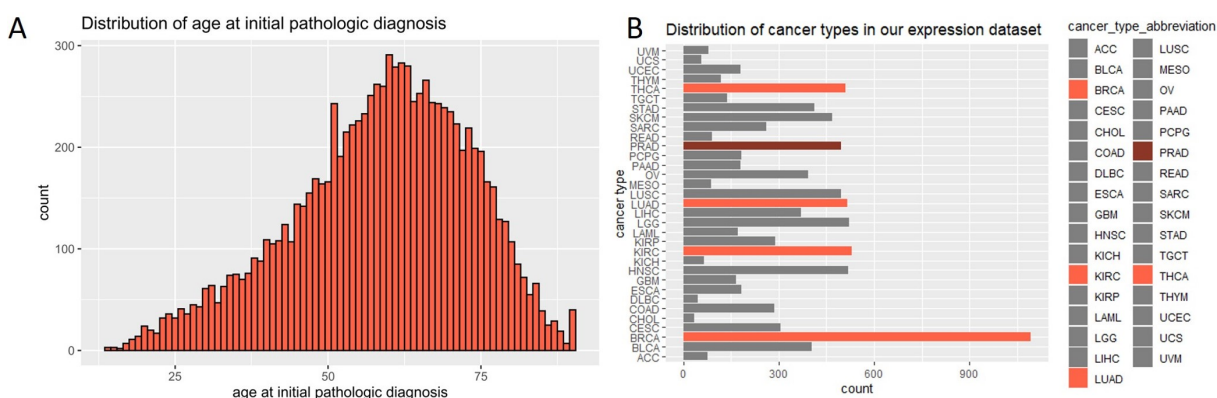 A
Distribution of age at initial pathologic diagnosis
300
200
100
0
count
25
50
75
age at initial pathologic diagnosis
B
Distribution of cancer types in our expression dataset
cancer type
UVM
UCS
UCEC
THYM
THCA
TGCT
STAD
SKCM
SARC
READ
PRAD
PCPG
PAAD
OV
MESO
LUSC
LUAD
LIHC
LGG
LAML
KIRP
KIRC
KICH
HNSC
GBM
ESCA
DLBC
COAD
CHOL
CESC
BRCA
BLCA
ACC
0
300
600
900
count
cancer_type_abbreviation
ACC
BLCA
BRCA
CESC
CHOL
COAD
DLBC
ESCA
GBM
HNSC
KICH
KIRC
KIRP
LAML
LGG
LIHC
LUAD
LUSC
MESO
OV
PAAD
PCPG
PRAD
READ
SARC
SKCM
STAD
TGCT
THCA
THYM
UCEC
UCS
UVM